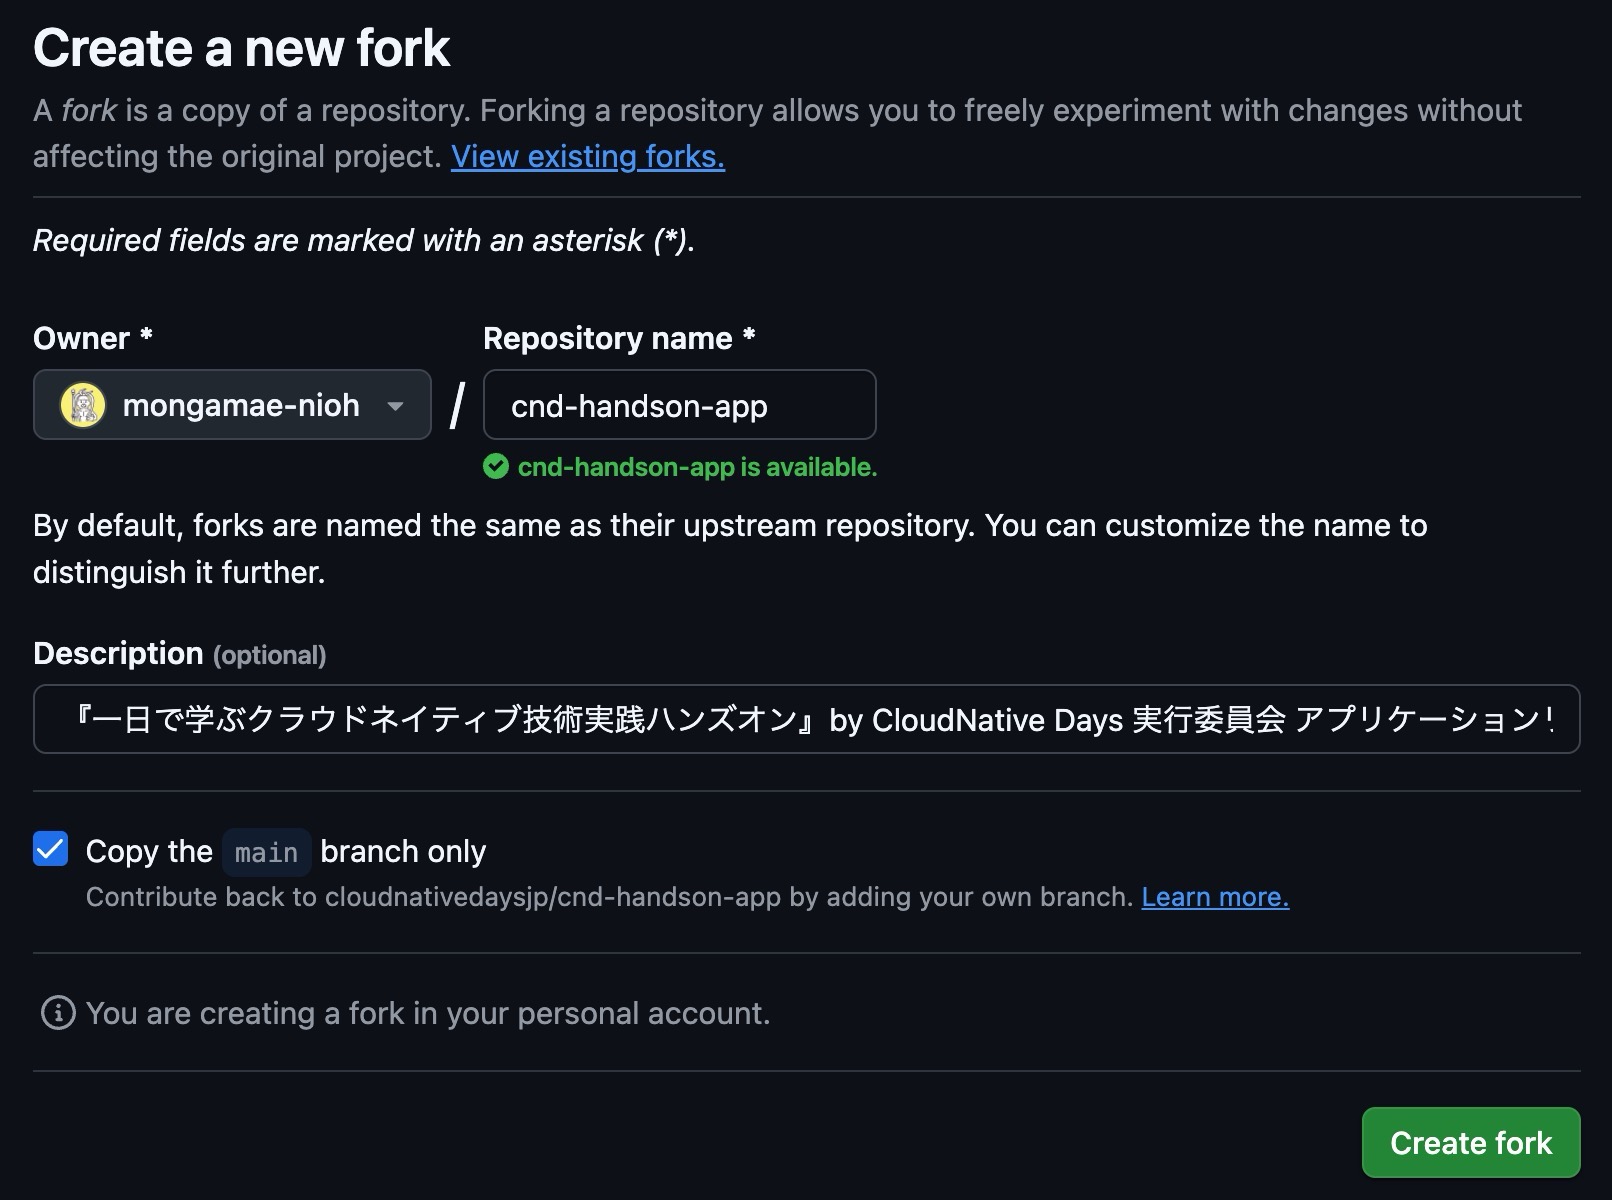 Create a new fork
A fork is a copy of a repository. Forking a repository allows you to freely experiment with changes without
affecting the original project. View existing forks.
Required fields are marked with an asterisk (*).
Owner *
Repository name *
mongamae-nioh / cnd-handson-app
cnd-handson-app is available.
By default, forks are named the same as their upstream repository. You can customize the name to
distinguish it further.
Description (optional)
『一日で学ぶクラウドネイティブ技術実践ハンズオン』by CloudNative Days 実行委員会 アプリケーション
Copy the main branch only
Contribute back to cloudnativedaysjp/cnd-handson-app by adding your own branch. Learn more.
You are creating a fork in your personal account.
Create fork